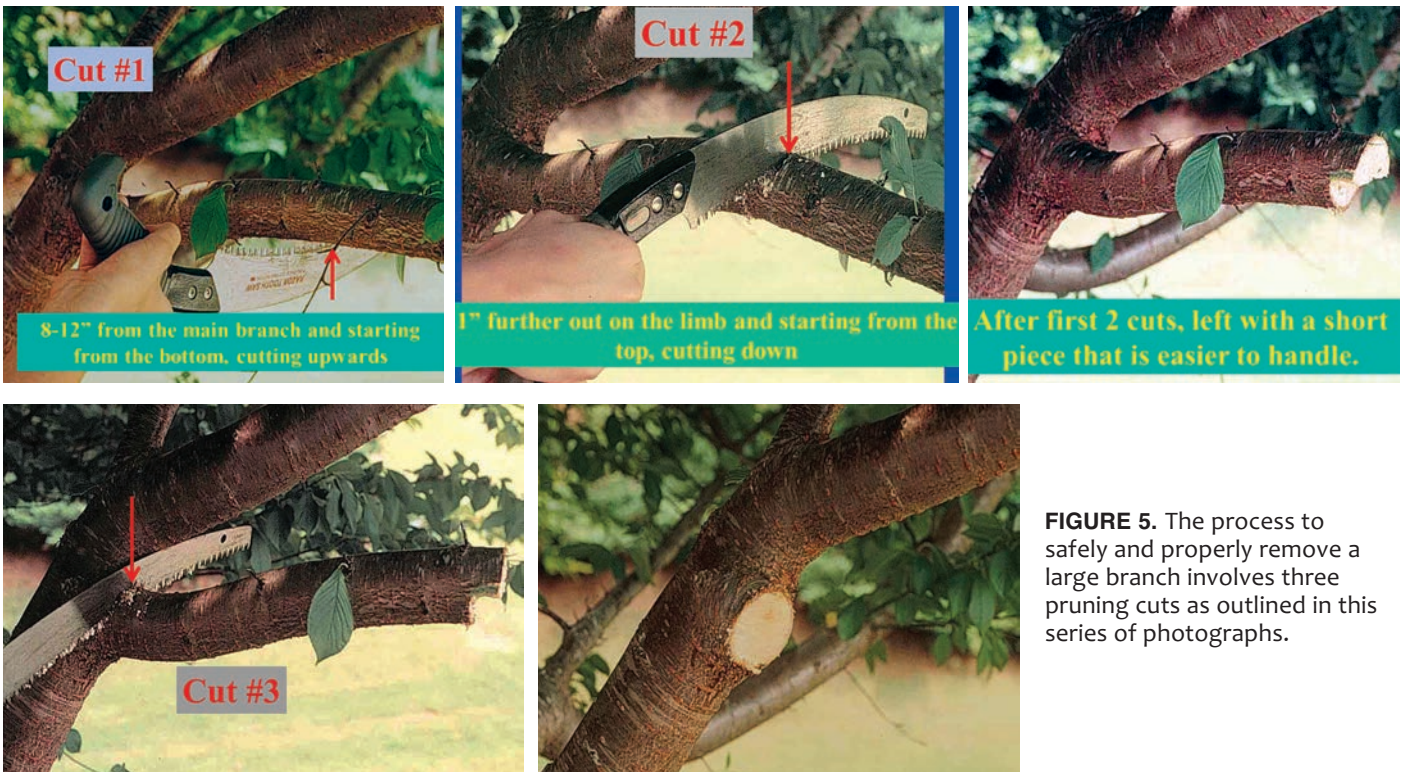 Cut #1
8-12” from the main branch and starting
from the bottom, cutting upwards
Cut #2
1” further out on the limb and starting from the
top, cutting down
After first 2 cuts, left with a short
piece that is easier to handle.
Cut #3
FIGURE 5. The process to
safely and properly remove a
large branch involves three
pruning cuts as outlined in this
series of photographs.
RAZOR TOOTH SAW